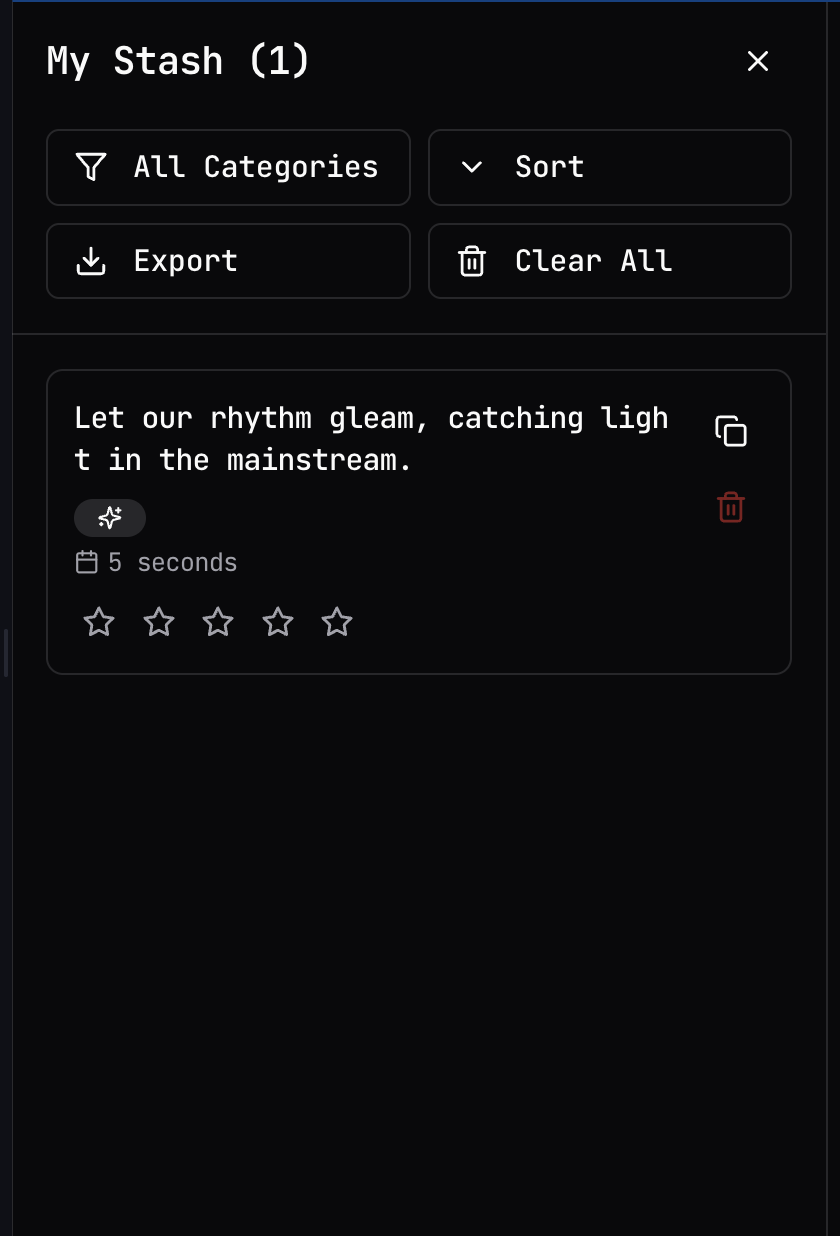 My Stash (1)
All Categories
Sort
Export
Clear All
Let our rhythm gleam, catching ligh
t in the mainstream.
5 seconds